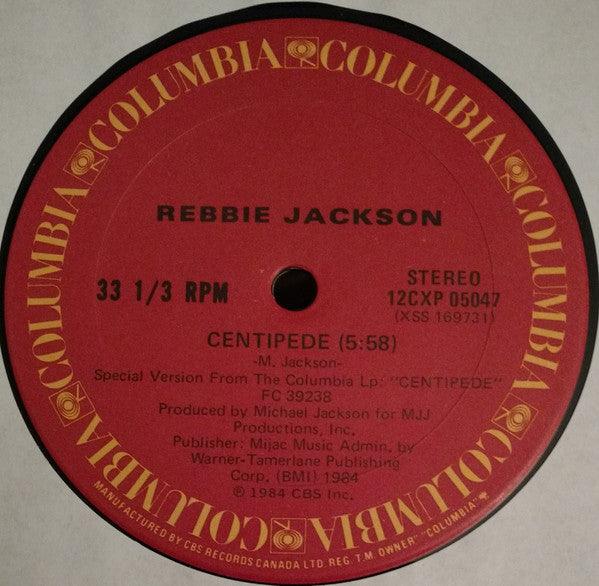 COLUMBIA COLUMBIA COLUMBIA COLUMBIA COLUMBIA COLUMBIA COLUMBIA COLUMBIA
REBBIE JACKSON
33 1/3 RPM
STEREO
12CXP 05047
(XSS 169731)
CENTIPEDE (5:58)
-M. Jackson-
Special Version From The Columbia Lp: "CENTIPEDE"
FC 39238
Produced by Michael Jackson for MJJ
Productions, Inc.
Publisher: Mijac Music Admin. by
Warner-Tamerlane Publishing
Corp. (BMI) 1984
℗ 1984 CBS Inc.
MANUFACTURED BY CBS RECORDS CANADA LTD. REG. T.M. OWNER "COLUMBIA"